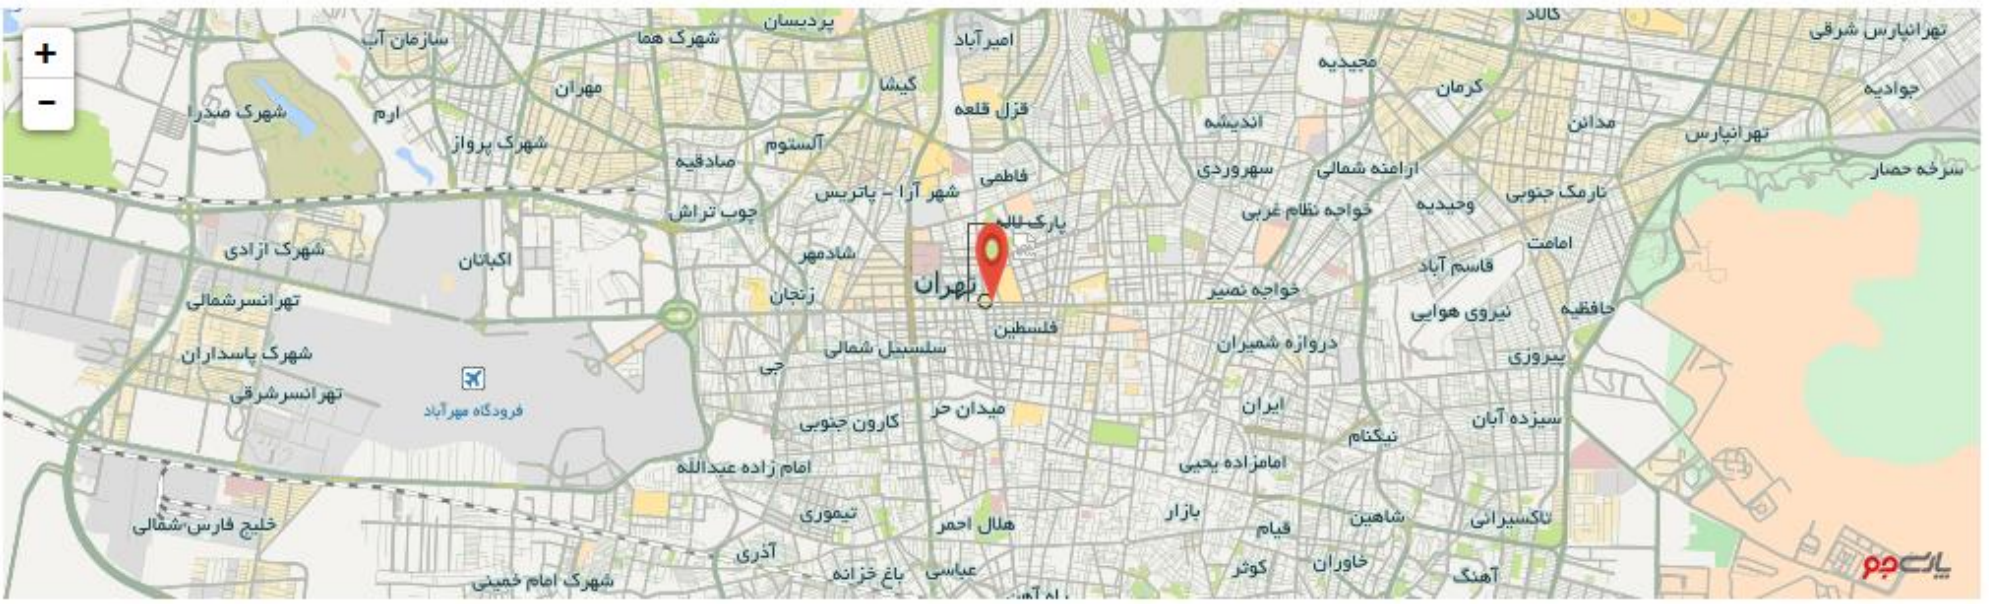 پردیسان
کالاد
تهرانپارس شرقی
سازمان آب
شهرک هما
امیرآباد
+
مجیدیه
گیشا
کرمان
جوادیه
مهران
-
شهرک صدرا
ارم
قزل قلعه
اندیشه
مدائن
تهرانپارس
شهرک پرواز
آلستوم
صادقیه
سهروردی
ارامنه شمالی
سرخه حصار
فاطمی
شهر آرا - پاتریس
نارمک جنوبی
وحیدیه
چوب تراش
خواجه نظام غربی
پارک لاله
شهرک ازادی
اکباتان
شادمهر
امامت
قاسم آباد
تهران
زنجان
خواجه نصیر
تهرانسرشمالی
نیروی هوایی
حافظیه
فلسطین
دروازه شمیران
سلسبیل شمالی
شهرک پاسداران
پیروزی
جی
تهرانسرشرقی
فرودگاه مهرآباد
میدان حر
ایران
کارون جنوبی
سیزده آبان
نیکنام
امام زاده عبدالله
امامزاده یحیی
خلیج فارس شمالی
تیموری
هلال احمر
بازار
قیام
شاهین
تاکسیرانی
آذری
شهرک امام خمینی
باغ خزانه
عباسی
کوثر
خاوران
آهنگ
پارسی جم